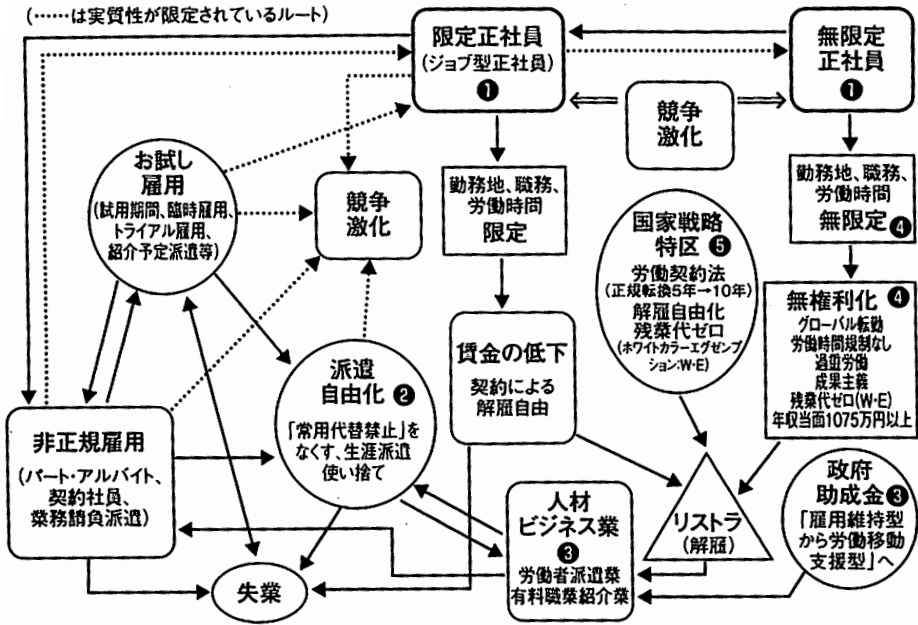 (……は実質性が限定されているルート)
限定正社員
(ジョブ型正社員)
❶
無限定
正社員
❶
競争
激化
お試し
雇用
(試用期間、臨時雇用、
トライアル雇用、
紹介予定派遣等)
競争
激化
勤務地、職務、
労働時間
限定
国家戦略
特区❺
労働契約法
(正規転換5年→10年)
解雇自由化
残業代ゼロ
(ホワイトカラーエグゼンプ
ション:W・E)
勤務地、職務、
労働時間
無限定❹
無権利化❹
グローバル転勤
労働時間規制なし
過重労働
成果主義
残業代ゼロ(W・E)
年収当面1075万円以上
賃金の低下
契約による
解雇自由
派遣
自由化❷
「常用代替禁止」を
なくす、生涯派遣
使い捨て
非正規雇用
(パート・アルバイト、
契約社員、
業務請負派遣)
人材
ビジネス業
❸
労働者派遣業
有料職業紹介業
リストラ
(解雇)
政府
助成金❸
「雇用維持型
から労働移動
支援型」へ
失業